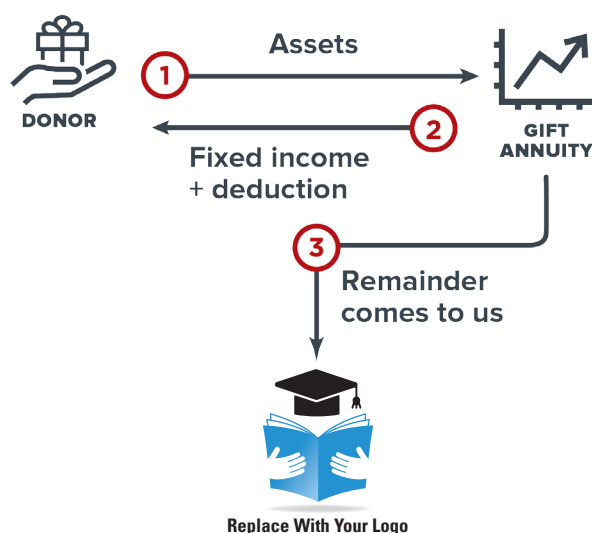 Assets
1
DONOR
2
GIFT
ANNUITY
Fixed income
+ deduction
3
Remainder
comes to us
Replace With Your Logo